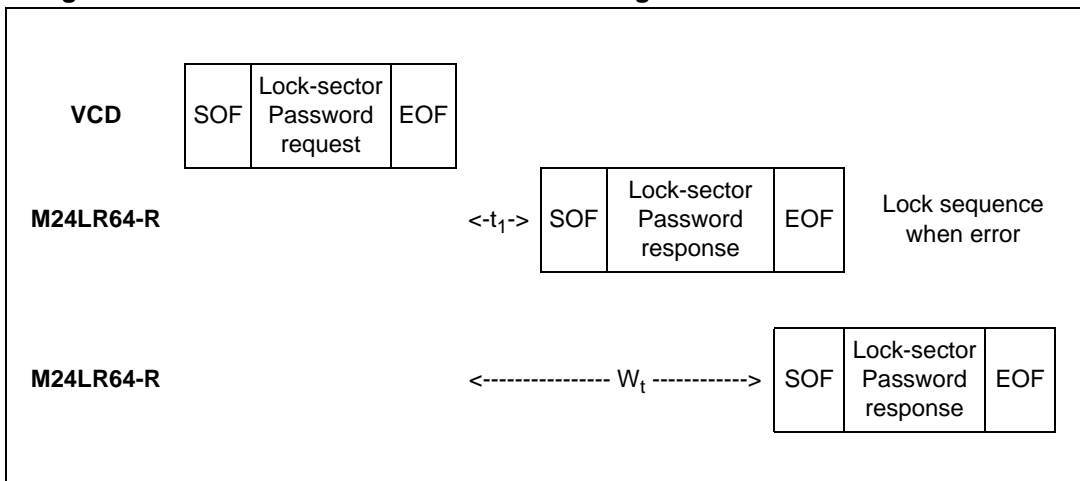 VCD
SOF
Lock-sector
Password
request
EOF
M24LR64-R
<-t₁->
SOF
Lock-sector
Password
response
EOF
Lock sequence
when error
M24LR64-R
<---------------- Wₜ ------------>
SOF
Lock-sector
Password
response
EOF